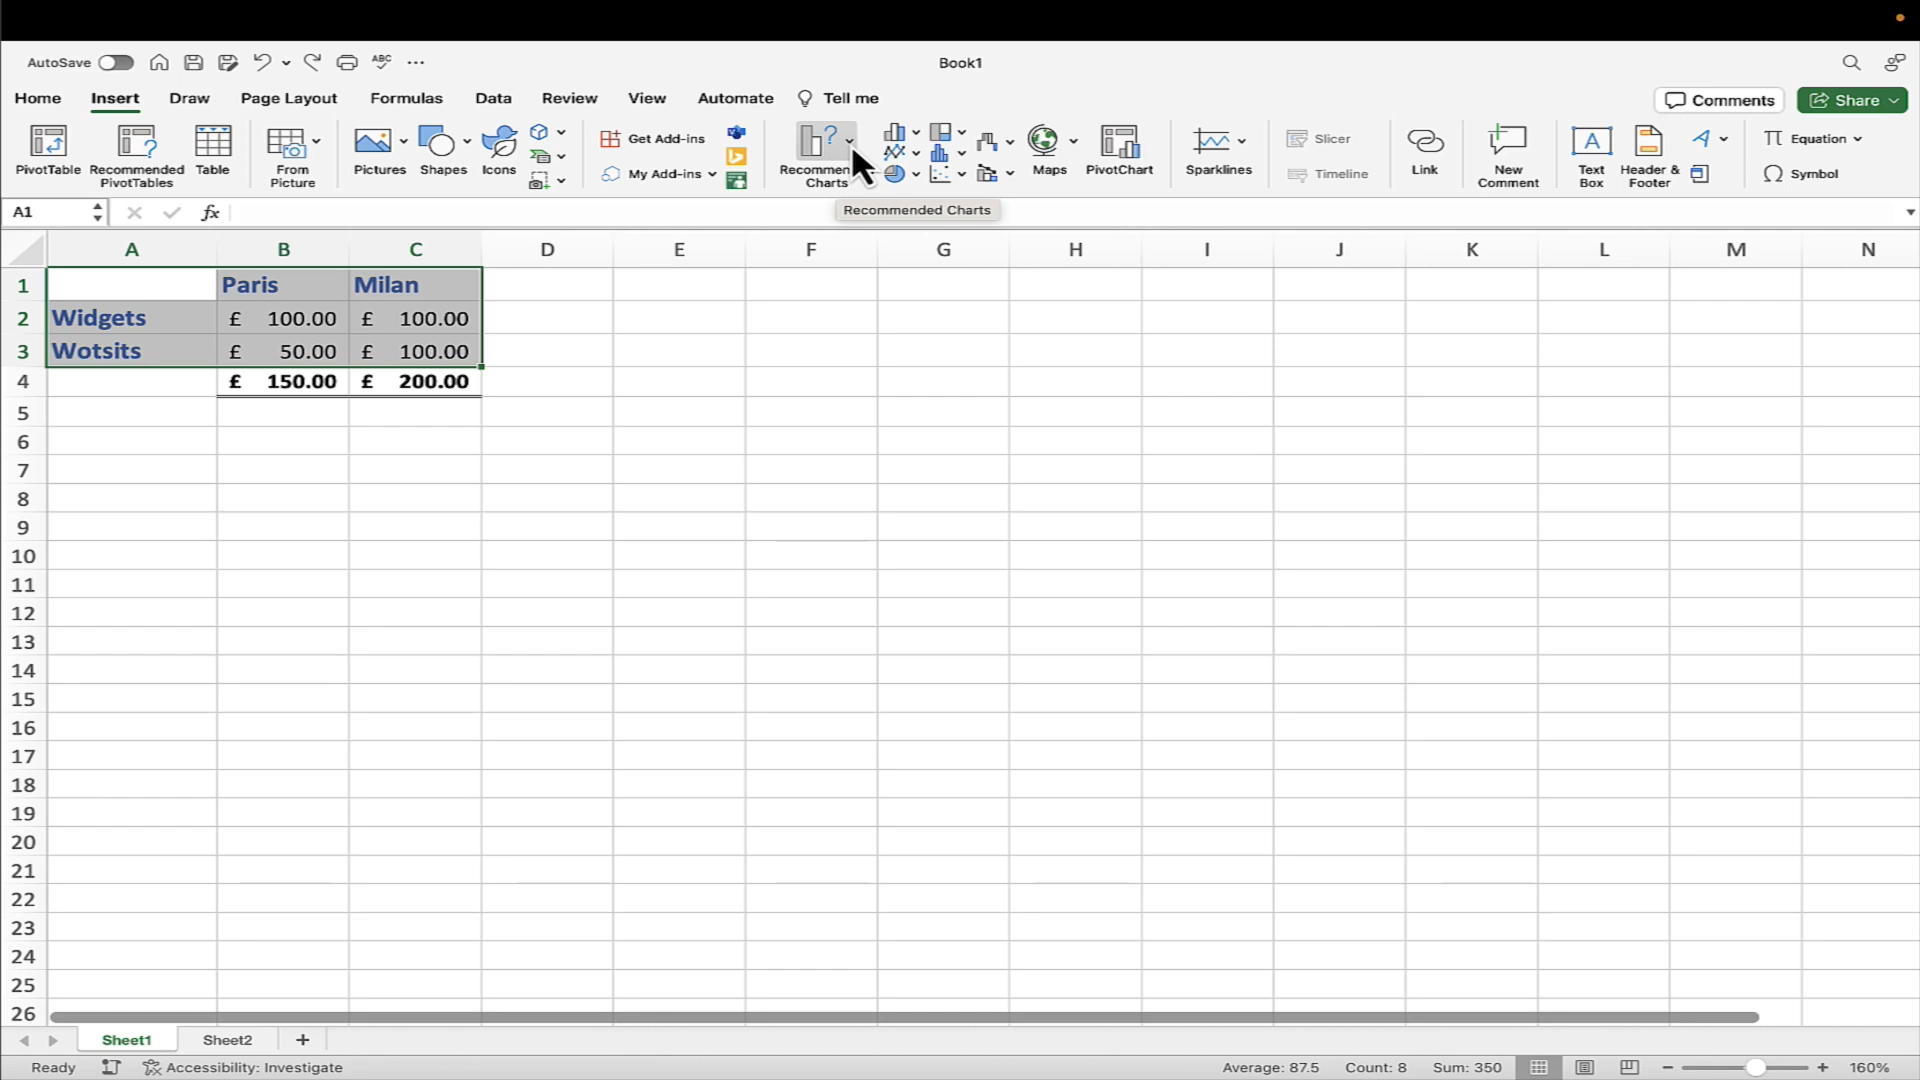 AutoSave
Book1
Home Insert Draw Page Layout Formulas Data Review View Automate Tell me
Comments Share
PivotTable
Recommended PivotTables
Table
From Picture
Pictures
Shapes
Icons
Get Add-ins
My Add-ins
Charts
Maps
PivotChart
Sparklines
Slicer
Timeline
Link
New Comment
Text Box
Header & Footer
Equation
Symbol
A1
fx
Recommended Charts
A B C D E F G H I J K L M N
1 Paris Milan
2 Widgets £ 100.00 £ 100.00
3 Wotsits £ 50.00 £ 100.00
4 £ 150.00 £ 200.00
5
6
7
8
9
10
11
12
13
14
15
16
17
18
19
20
21
22
23
24
25
26
Sheet1 Sheet2 +
Ready Accessibility: Investigate Average: 87.5 Count: 8 Sum: 350 160%